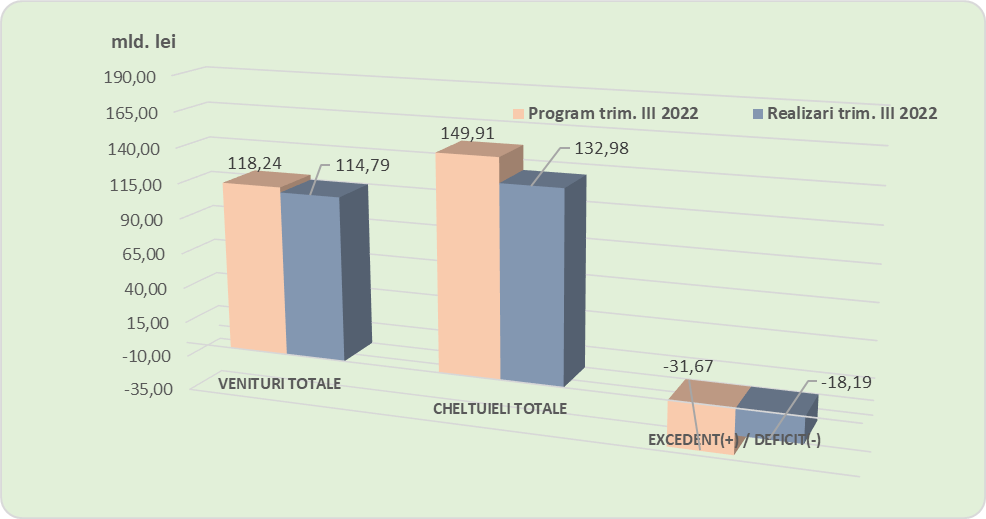 mld. lei
190,00
165,00
140,00
115,00
90,00
65,00
40,00
15,00
-10,00
-35,00
Program trim. III 2022
Realizari trim. III 2022
118,24
114,79
149,91
132,98
-31,67
-18,19
VENITURI TOTALE
CHELTUIELI TOTALE
EXCEDENT(+) / DEFICIT(-)